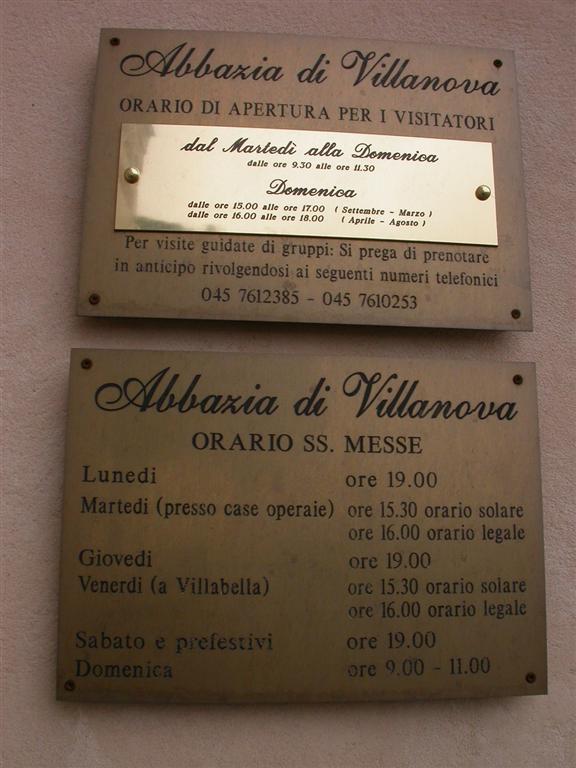 Abbazia di Villanova
ORARIO DI APERTURA PER I VISITATORI
dal Martedì alla Domenica
dalle ore 9.30 alle ore 11.30
Domenica
dalle ore 15.00 alle ore 17.00 ( Settembre - Marzo )
dalle ore 16.00 alle ore 18.00 ( Aprile - Agosto )
Per visite guidate di gruppi: Si prega di prenotare
in anticipo rivolgendosi ai seguenti numeri telefonici
045 7612385 - 045 7610253
Abbazia di Villanova
ORARIO SS. MESSE
Lunedi ore 19.00
Martedi (presso case operaie) ore 15.30 orario solare
ore 16.00 orario legale
Giovedi ore 19.00
Venerdi (a Villabella) ore 15.30 orario solare
ore 16.00 orario legale
Sabato e prefestivi ore 19.00
Domenica ore 9.00 - 11.00